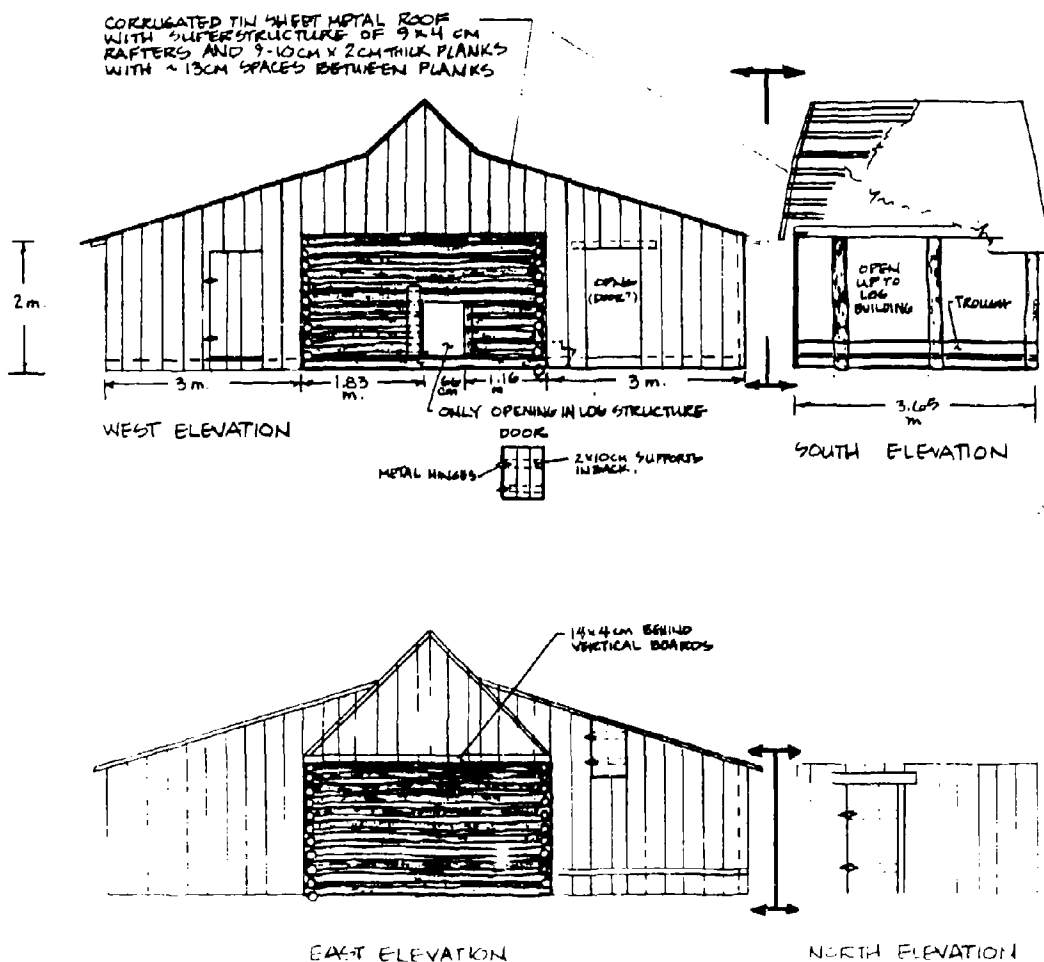 CORRUGATED TIN SHEET METAL ROOF
WITH SUPERSTRUCTURE OF 9 x 4 CM
RAFTERS AND 9-10CM x 2CM THICK PLANKS
WITH ~ 13CM SPACES BETWEEN PLANKS
2 m.
OPENG
(DOOR?)
OPEN
UP TO
LOG
BUILDING
TROUGH
3 m.
1.83
m.
66
CM
1.16
m
3 m.
3.65
m
ONLY OPENING IN LOG STRUCTURE
WEST ELEVATION
SOUTH ELEVATION
DOOR
METAL HINGES
2x10CM SUPPORTS
IN BACK.
14 x 4 CM BEHIND
VERTICAL BOARDS
EAST ELEVATION
NORTH ELEVATION